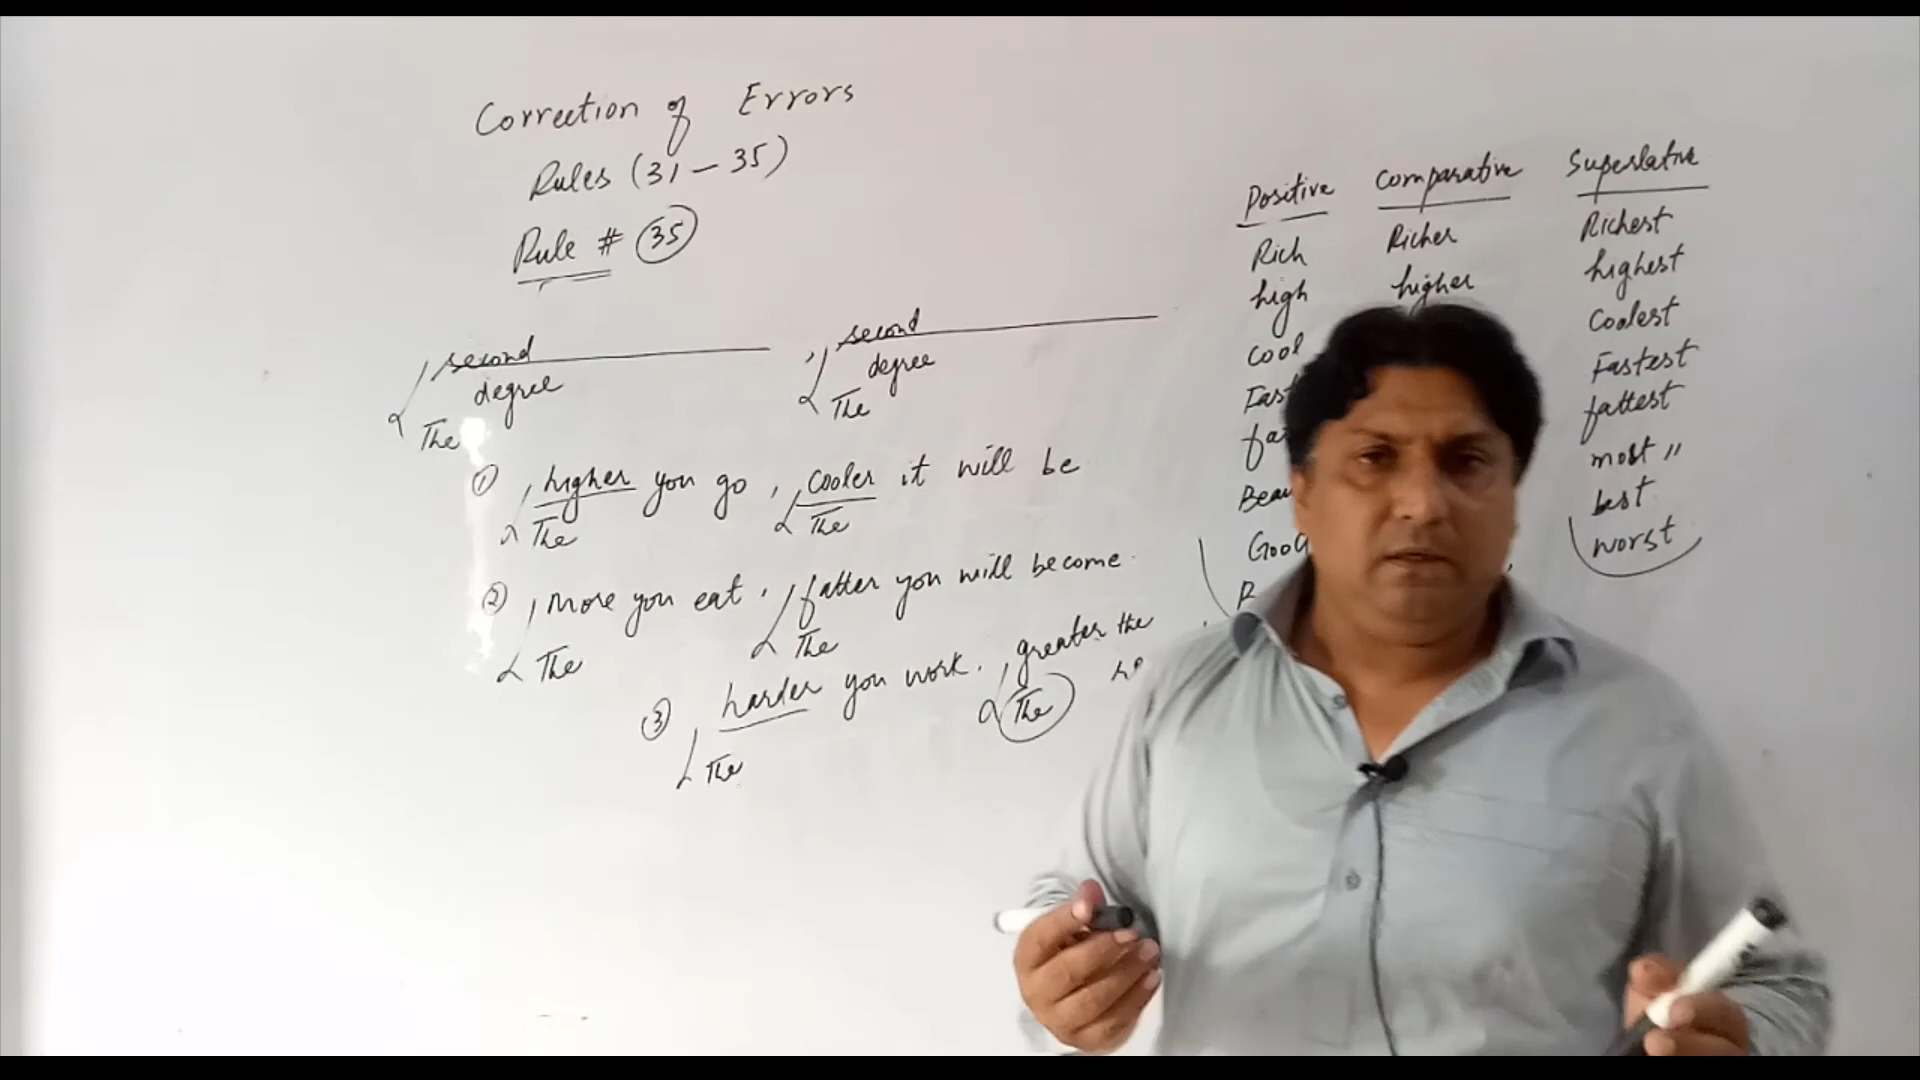 Correction of Errors
Rules (31 – 35)
Rule # 35
second degree
The
, second degree
The
① higher you go , cooler it will be
The The
② more you eat , fatter you will become
The The
③ harder you work , greater the
The The
Positive Comparative Superlative
Rich Richer Richest
high higher highest
Cool Coolest
Fast Fastest
fattest
most "
Good best
worst